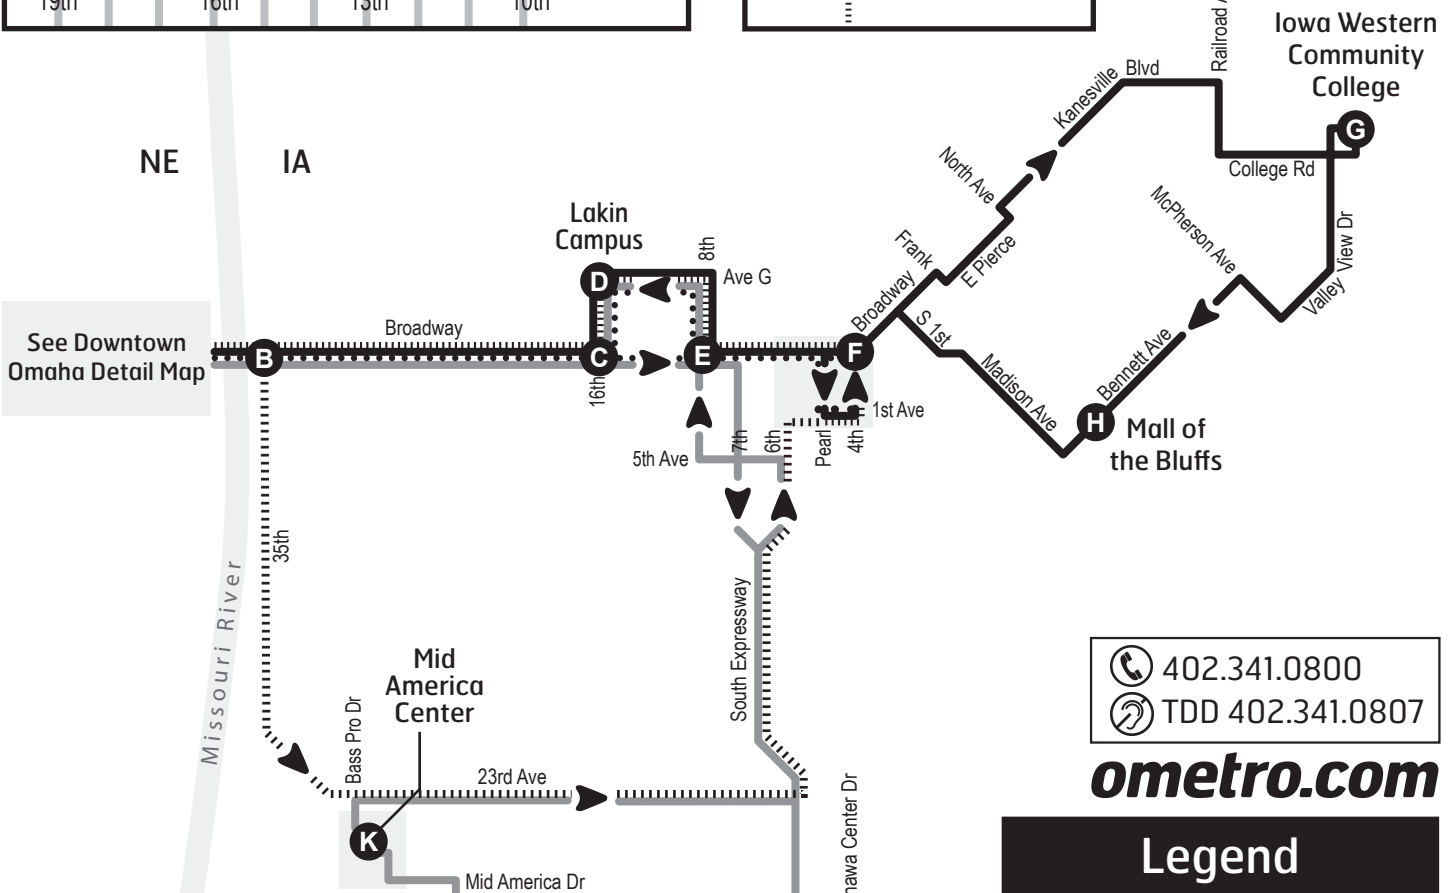 19th
16th
13th
10th
Railroad
Iowa Western
Community
College
Blvd
Kanesville
G
NE
IA
North Ave
College Rd
McPherson Ave
Lakin
Campus
8th
D
Ave G
Frank
E Pierce
View Dr
Valley
Broadway
See Downtown
Omaha Detail Map
B
Broadway
C
E
F
S 1st
Bennett Ave
16th
1st Ave
Madison Ave
H
Mall of
the Bluffs
5th Ave
7th
6th
Pearl
4th
35th
Missouri River
South Expressway
Mid
America
Center
402.341.0800
TDD 402.341.0807
Bass Pro Dr
23rd Ave
ometro.com
K
Center Dr
Legend
Mid America Dr